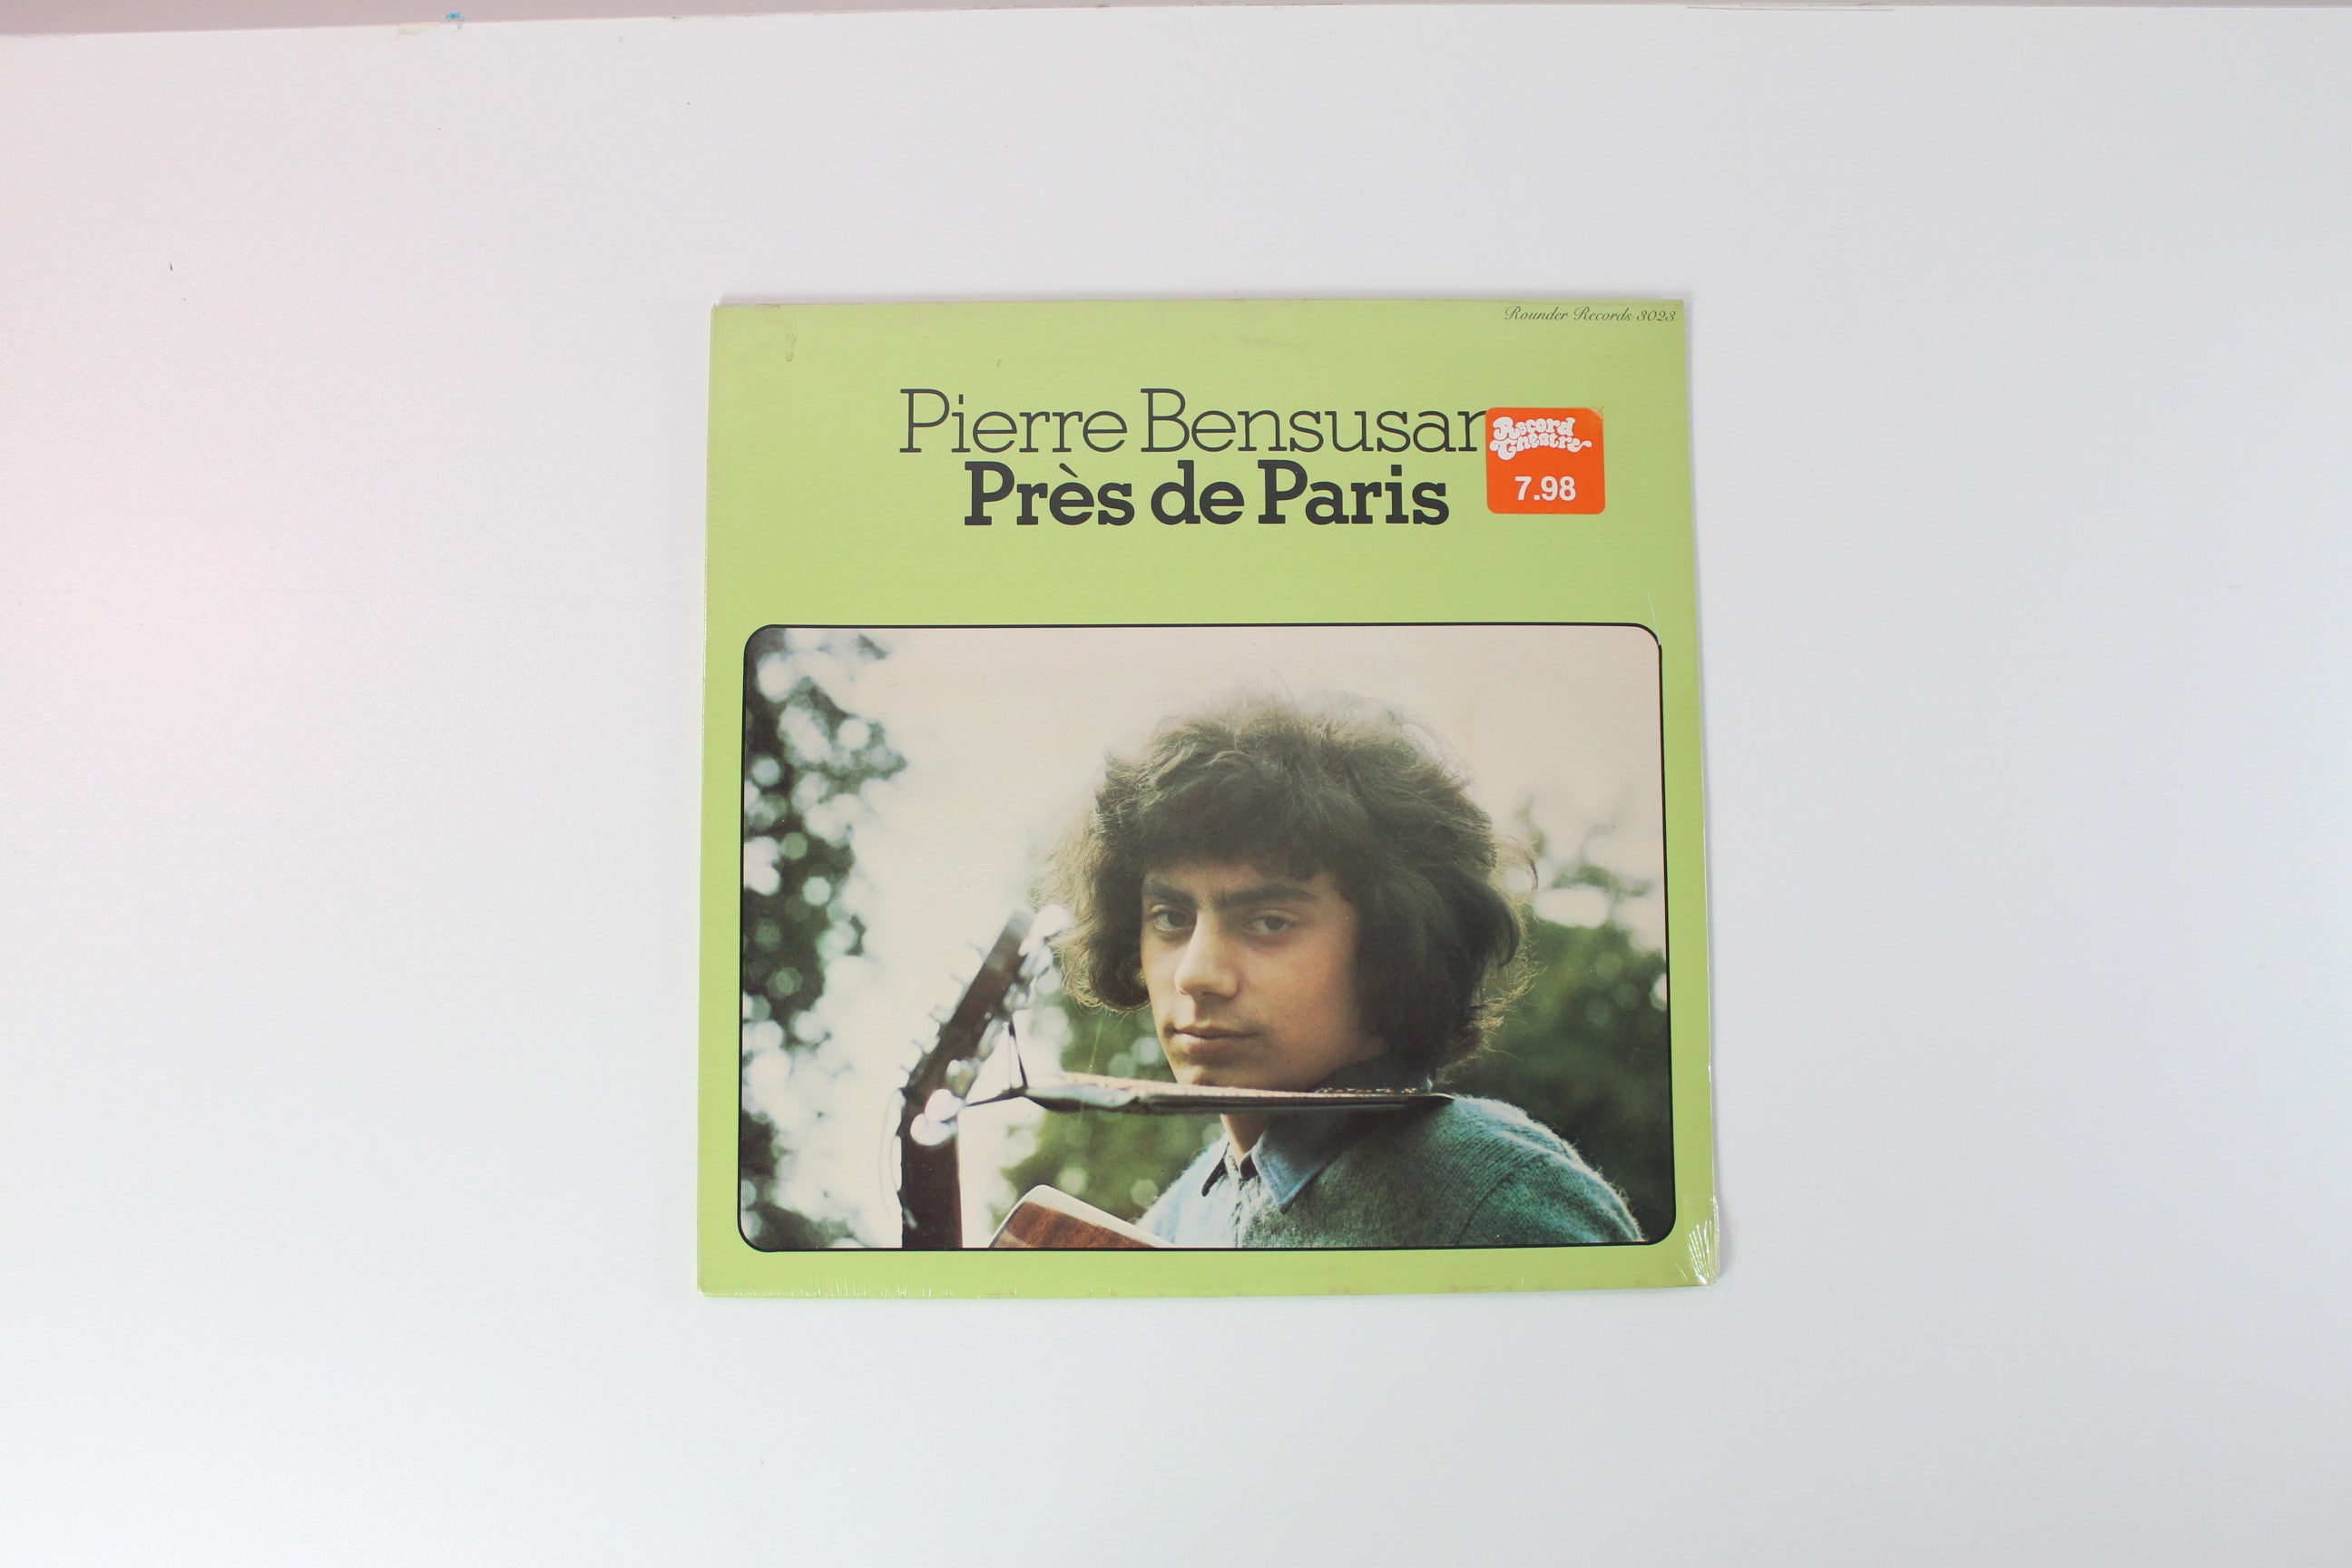 Rounder Records 3023
Pierre Bensusan
Près de Paris
Record
Theatre
7.98